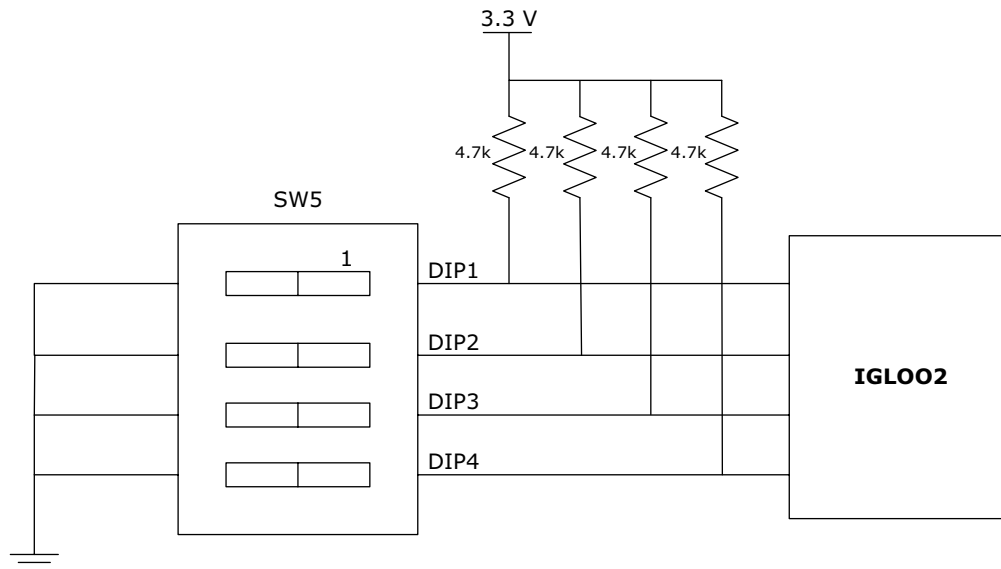 3.3 V
4.7k 4.7k 4.7k 4.7k
SW5
1
DIP1
DIP2
DIP3
DIP4
IGLOO2